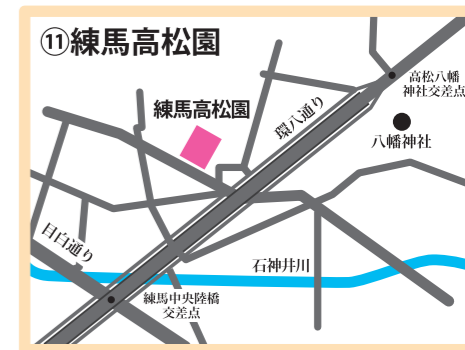 ⑪練馬高松園
高松八幡
神社交差点
練馬高松園
環八通り
八幡神社
目白通り
石神井川
練馬中央陸橋
交差点